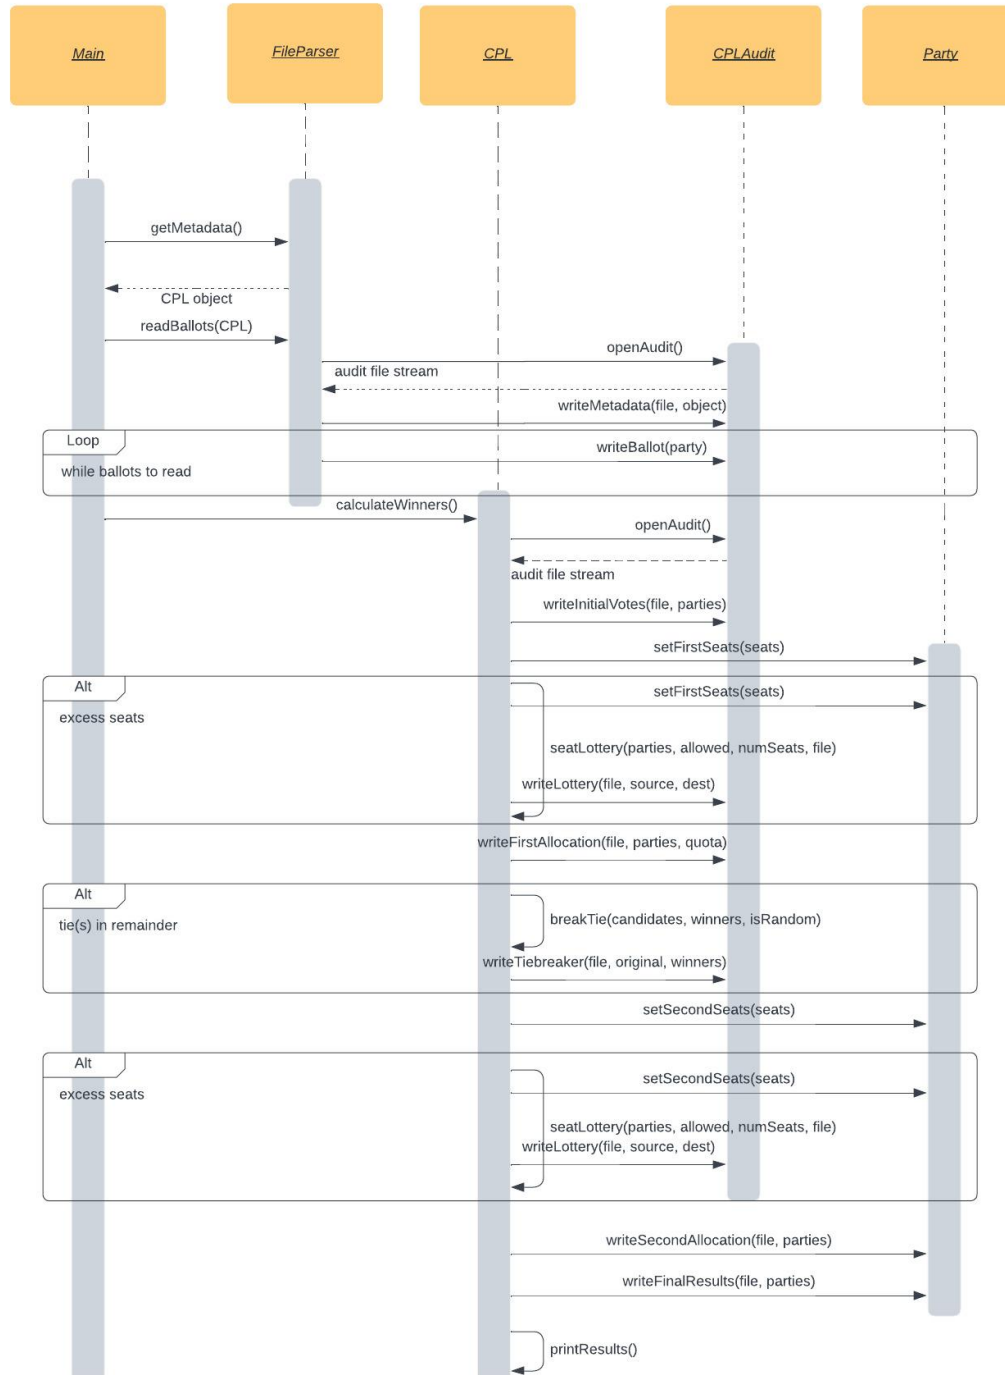 Main
FileParser
CPL
CPLAudit
Party
getMetadata()
CPL object
readBallots(CPL)
openAudit()
audit file stream
writeMetadata(file, object)
Loop
writeBallot(party)
while ballots to read
calculateWinners()
openAudit()
audit file stream
writeInitialVotes(file, parties)
setFirstSeats(seats)
Alt
setFirstSeats(seats)
excess seats
seatLottery(parties, allowed, numSeats, file)
writeLottery(file, source, dest)
writeFirstAllocation(file, parties, quota)
Alt
tie(s) in remainder
breakTie(candidates, winners, isRandom)
writeTiebreaker(file, original, winners)
setSecondSeats(seats)
Alt
setSecondSeats(seats)
excess seats
seatLottery(parties, allowed, numSeats, file)
writeLottery(file, source, dest)
writeSecondAllocation(file, parties)
writeFinalResults(file, parties)
printResults()